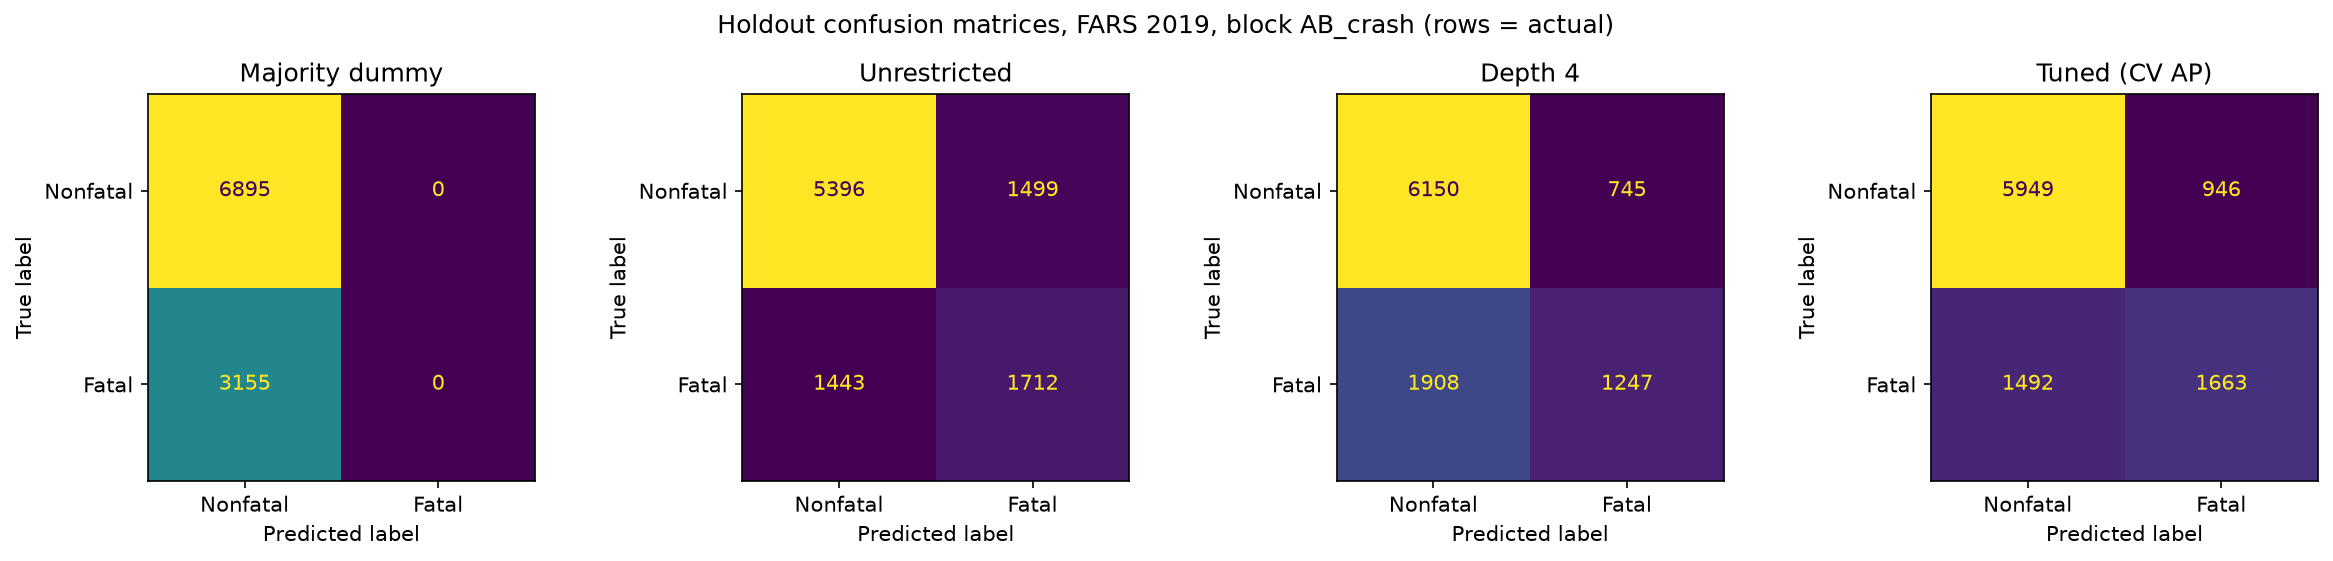 Holdout confusion matrices, FARS 2019, block AB_crash (rows = actual)
Majority dummy
True label
Nonfatal
Fatal
6895
0
3155
0
Nonfatal
Fatal
Predicted label
Unrestricted
True label
Nonfatal
Fatal
5396
1499
1443
1712
Nonfatal
Fatal
Predicted label
Depth 4
True label
Nonfatal
Fatal
6150
745
1908
1247
Nonfatal
Fatal
Predicted label
Tuned (CV AP)
True label
Nonfatal
Fatal
5949
946
1492
1663
Nonfatal
Fatal
Predicted label